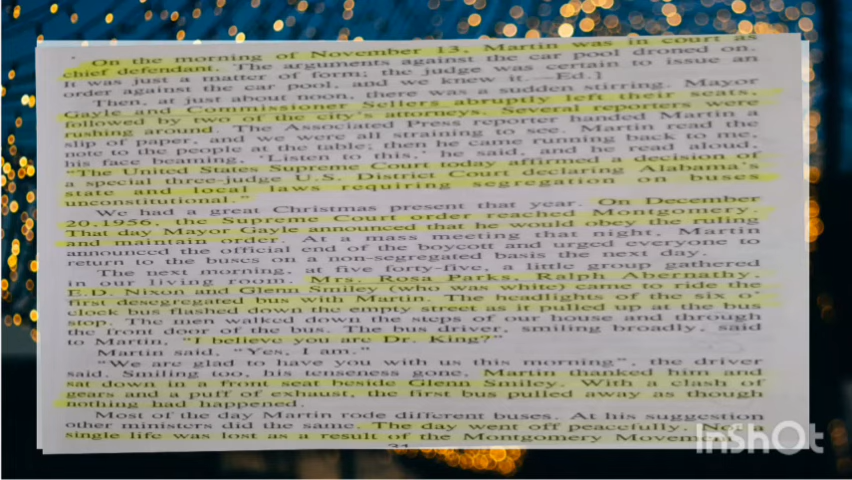 On the morning of November 13, Martin was in court as
chief defendant. [The arguments against the car pool droned on.
It was just a matter of form; the judge was certain to issue an
order against the car pool, and we knew it.—Ed.]
Then, at just about noon, there was a sudden stirring. Mayor
Gayle and Commissioner Sellers abruptly left their seats,
followed by two of the city's attorneys. Several reporters were
rushing around. The Associated Press reporter handed Martin a
slip of paper, and we were all straining to see. Martin read the
note to the people at the table; then he came running back to me,
his face beaming. "Listen to this," he said, and he read aloud,
"The United States Supreme Court today affirmed a decision of
a special three-judge U.S. District Court declaring Alabama's
state and local laws requiring segregation on buses
unconstitutional."
We had a great Christmas present that year. On December
20,1956, the Supreme Court order reached Montgomery.
That day Mayor Gayle announced that he would obey the ruling
and maintain order. At a mass meeting that night, Martin
announced the official end of the boycott and urged everyone to
return to the buses on a non-segregated basis the next day.
The next morning, at five forty-five, a little group gathered
in our living room. Mrs. Rosa Parks, Ralph Abernathy,
E.D. Nixon and Glenn Smiley (who was white) came to ride the
first desegregated bus with Martin. The headlights of the six o'
clock bus flashed down the empty street as it pulled up at the bus
stop. The men walked down the steps of our house and through
the front door of the bus. The bus driver, smiling broadly, said
to Martin, "I believe you are Dr. King?"
Martin said, "Yes, I am."
"We are glad to have you with us this morning", the driver
said. Smiling too, his tenseness gone, Martin thanked him and
sat down in a front seat beside Glenn Smiley. With a clash of
gears and a puff of exhaust, the first bus pulled away as though
nothing had happened.
Most of the day Martin rode different buses. At his suggestion
other ministers did the same. The day went off peacefully. Not a
single life was lost as a result of the Montgomery Movement
InShOt